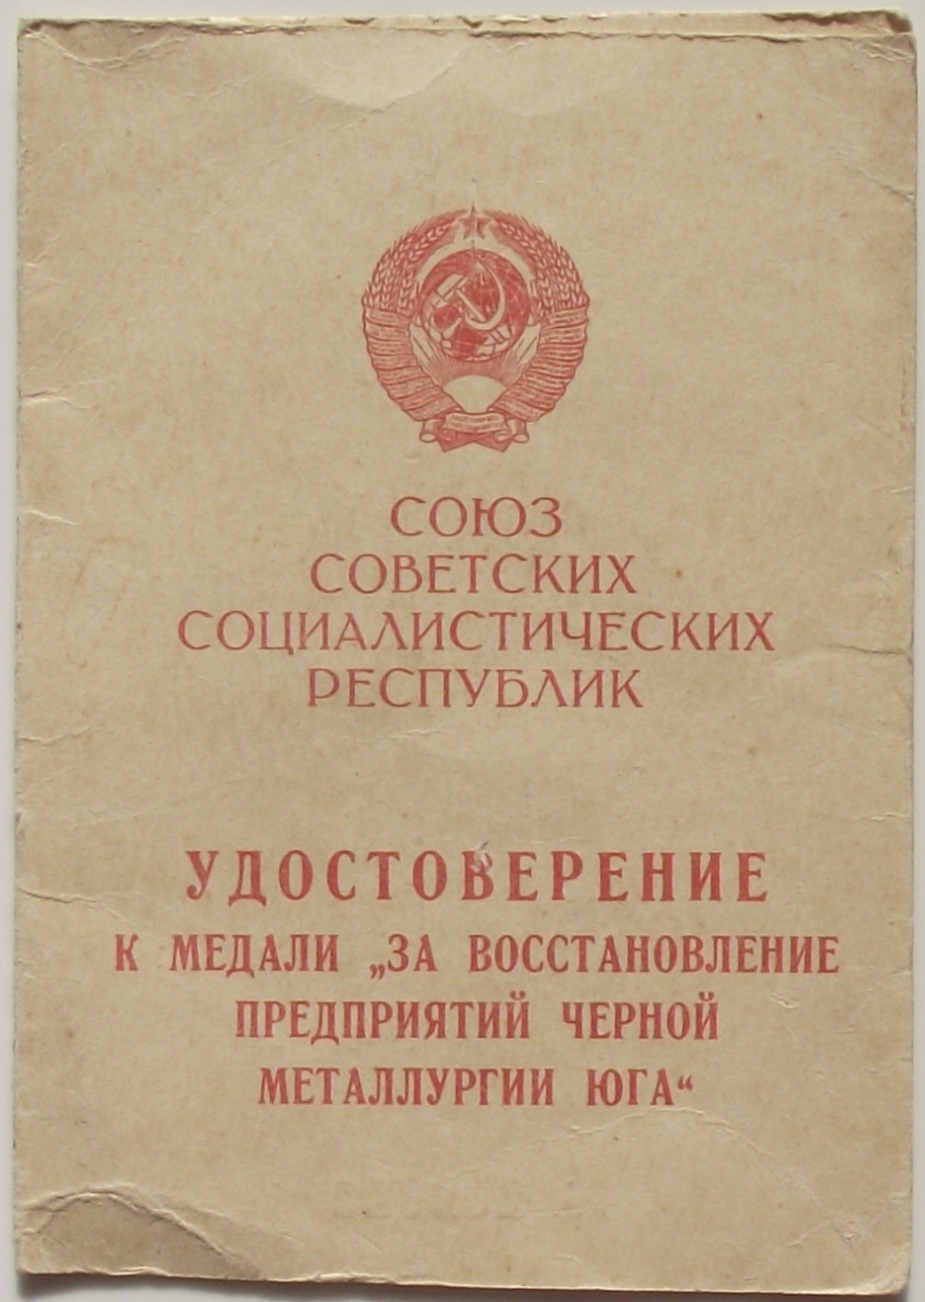 СОЮЗ
СОВЕТСКИХ
СОЦИАЛИСТИЧЕСКИХ
РЕСПУБЛИК
УДОСТОВЕРЕНИЕ
К МЕДАЛИ „ЗА ВОССТАНОВЛЕНИЕ
ПРЕДПРИЯТИЙ ЧЕРНОЙ
МЕТАЛЛУРГИИ ЮГА“